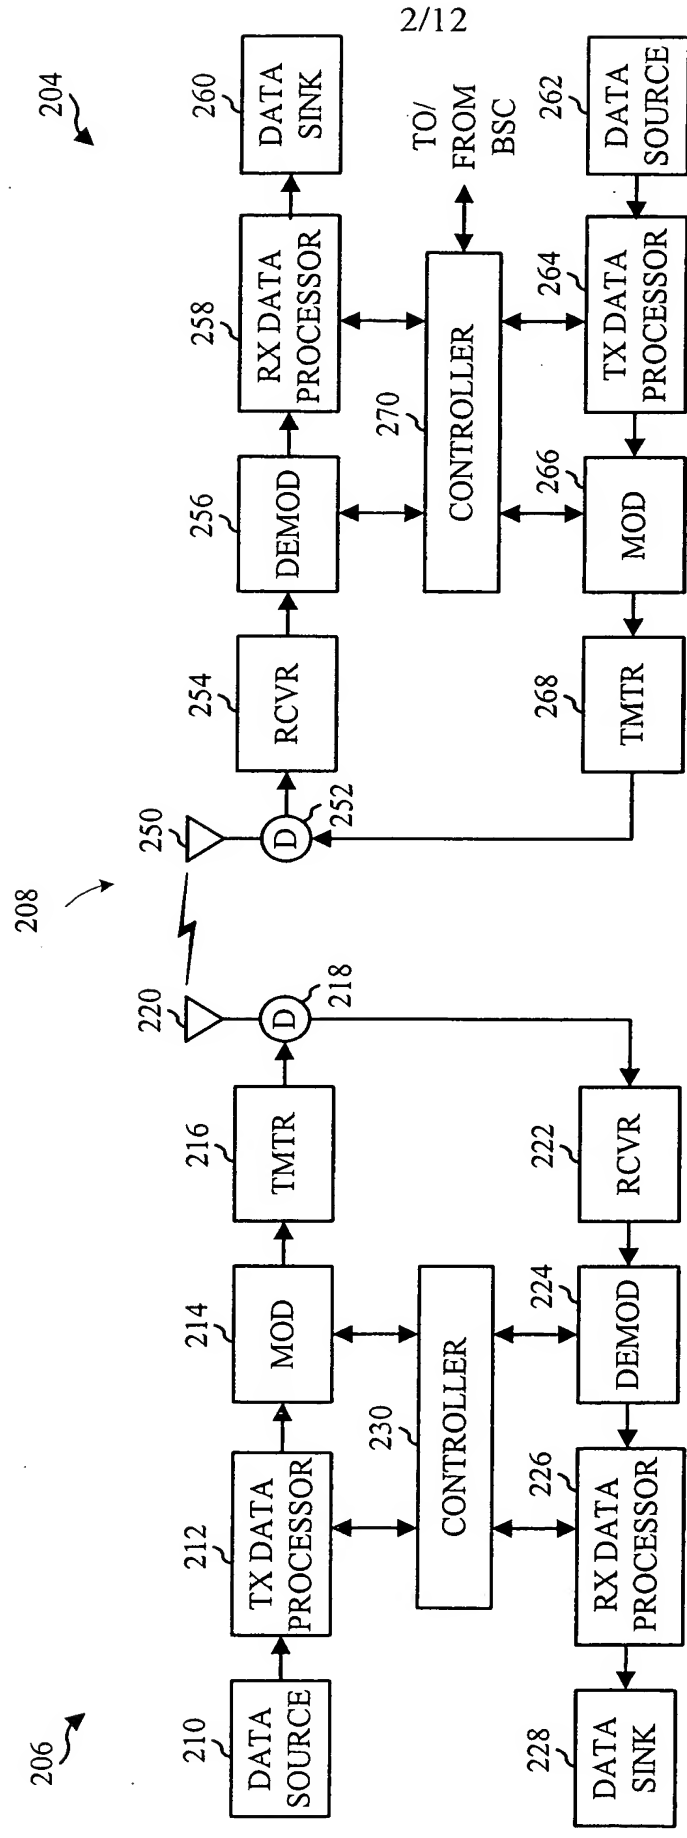 2/12
206
204
208
210
DATA
SOURCE
212
TX DATA
PROCESSOR
214
MOD
216
TMTR
D
218
220
250
D
252
254
RCVR
256
DEMOD
258
RX DATA
PROCESSOR
260
DATA
SINK
230
CONTROLLER
270
CONTROLLER
TO/
FROM
BSC
228
DATA
SINK
226
RX DATA
PROCESSOR
224
DEMOD
222
RCVR
268
TMTR
266
MOD
264
TX DATA
PROCESSOR
262
DATA
SOURCE